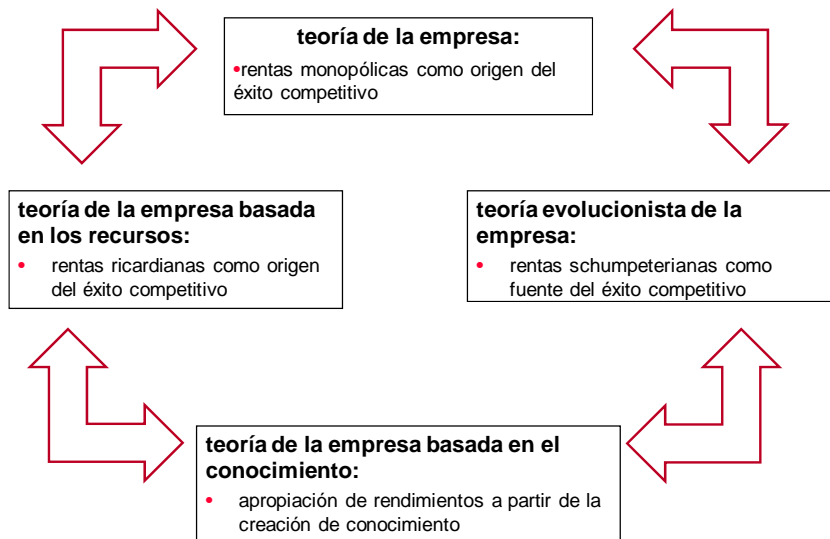 teoría de la empresa:
•rentas monopólicas como origen del
éxito competitivo
teoría de la empresa basada
en los recursos:
• rentas ricardianas como origen
del éxito competitivo
teoría evolucionista de la
empresa:
• rentas schumpeterianas como
fuente del éxito competitivo
teoría de la empresa basada en el
conocimiento:
• apropiación de rendimientos a partir de la
creación de conocimiento